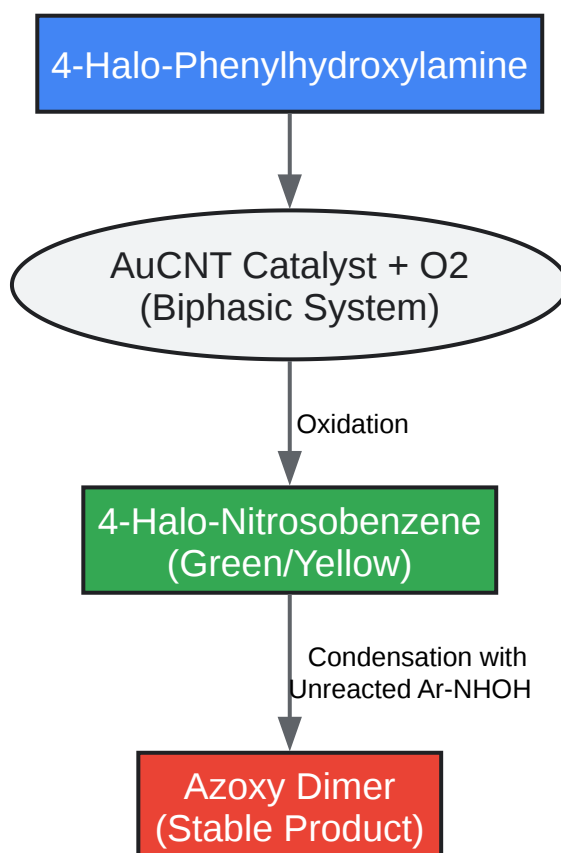 4-Halo-Phenylhydroxylamine
AuCNT Catalyst + O2
(Biphasic System)
Oxidation
4-Halo-Nitrosobenzene
(Green/Yellow)
Condensation with
Unreacted Ar-NHOH
Azoxy Dimer
(Stable Product)